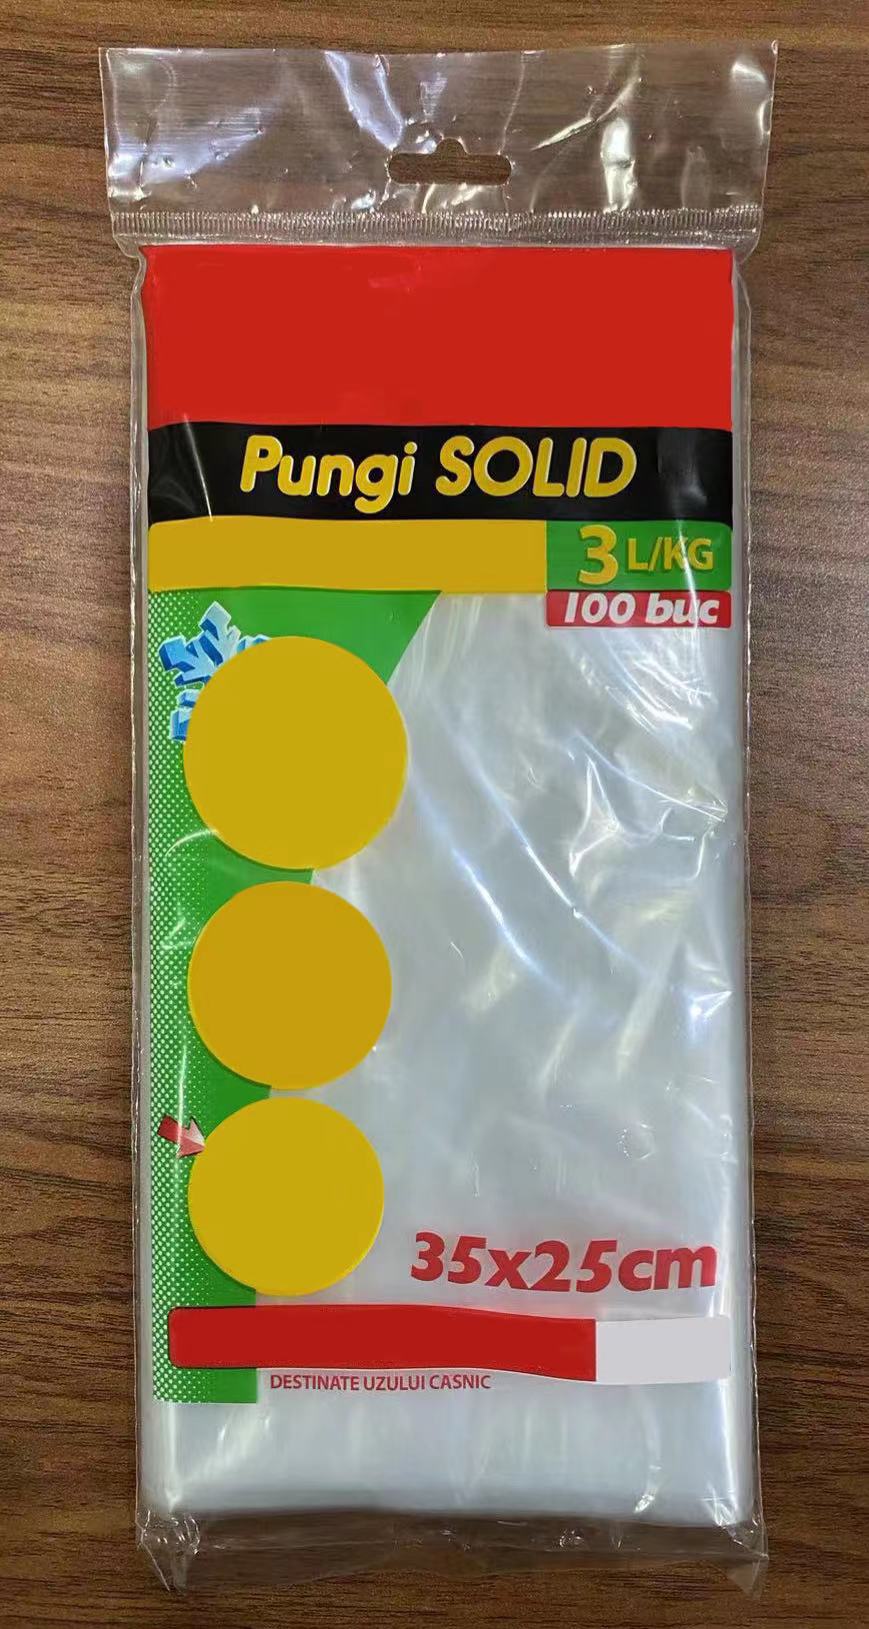 Pungi SOLID
3 L/KG
100 buc
35x25cm
DESTINATE UZULUI CASNIC